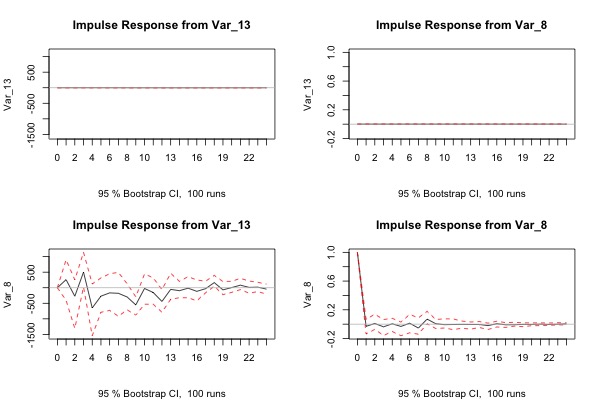 Impulse Response from Var_13
Impulse Response from Var_8
Var_13
-1500
-500
500
0 2 4 6 8 10 13 16 19 22
95 % Bootstrap CI, 100 runs
Var_13
-0.2
0.2
0.6
1.0
0 2 4 6 8 10 13 16 19 22
95 % Bootstrap CI, 100 runs
Impulse Response from Var_13
Impulse Response from Var_8
Var_8
-1500
-500
500
0 2 4 6 8 10 13 16 19 22
95 % Bootstrap CI, 100 runs
Var_8
-0.2
0.2
0.6
1.0
0 2 4 6 8 10 13 16 19 22
95 % Bootstrap CI, 100 runs